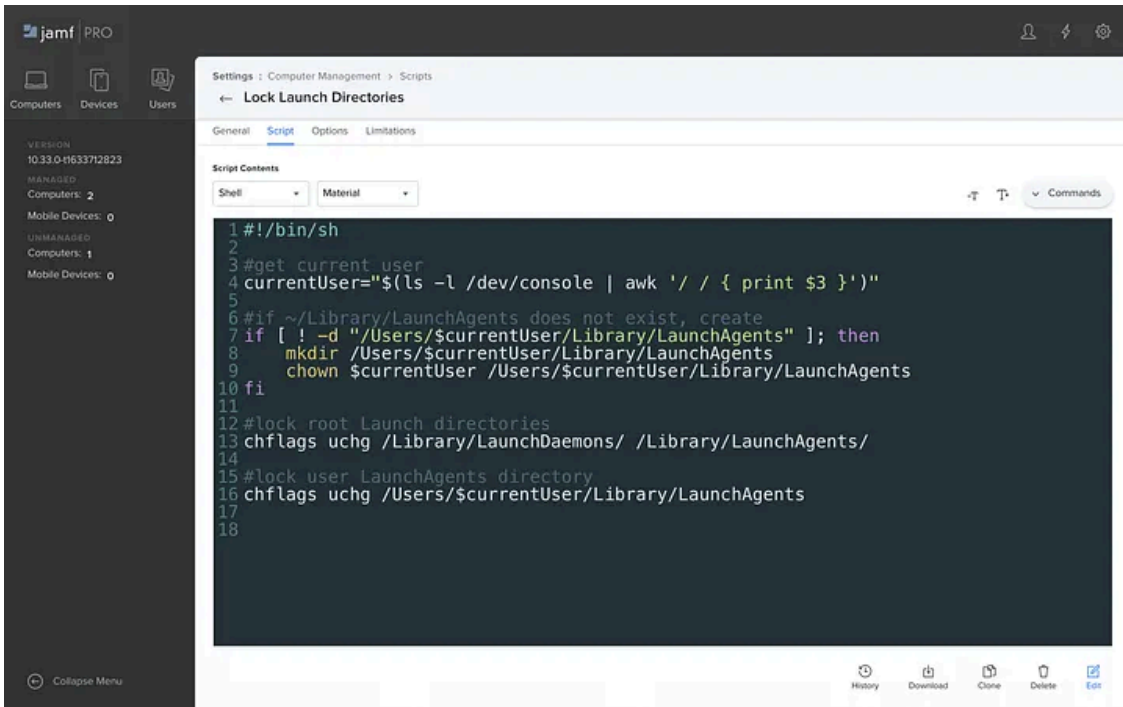 jamf PRO
Computers
Devices
Users
VERSION
10.33.0-t1633712823
MANAGED
Computers: 2
Mobile Devices: 0
UNMANAGED
Computers: 1
Mobile Devices: 0
Collapse Menu
Settings : Computer Management > Scripts
← Lock Launch Directories
General Script Options Limitations
Script Contents
Shell
Material
-T T+
Commands
1 #!/bin/sh
2
3 #get current user
4 currentUser="$(ls -l /dev/console | awk '/ / { print $3 }')"
5
6 #if ~/Library/LaunchAgents does not exist, create
7 if [ ! -d "/Users/$currentUser/Library/LaunchAgents" ]; then
8     mkdir /Users/$currentUser/Library/LaunchAgents
9     chown $currentUser /Users/$currentUser/Library/LaunchAgents
10 fi
11
12 #lock root Launch directories
13 chflags uchg /Library/LaunchDaemons/ /Library/LaunchAgents/
14
15 #lock user LaunchAgents directory
16 chflags uchg /Users/$currentUser/Library/LaunchAgents
17
18
History
Download
Clone
Delete
Edit